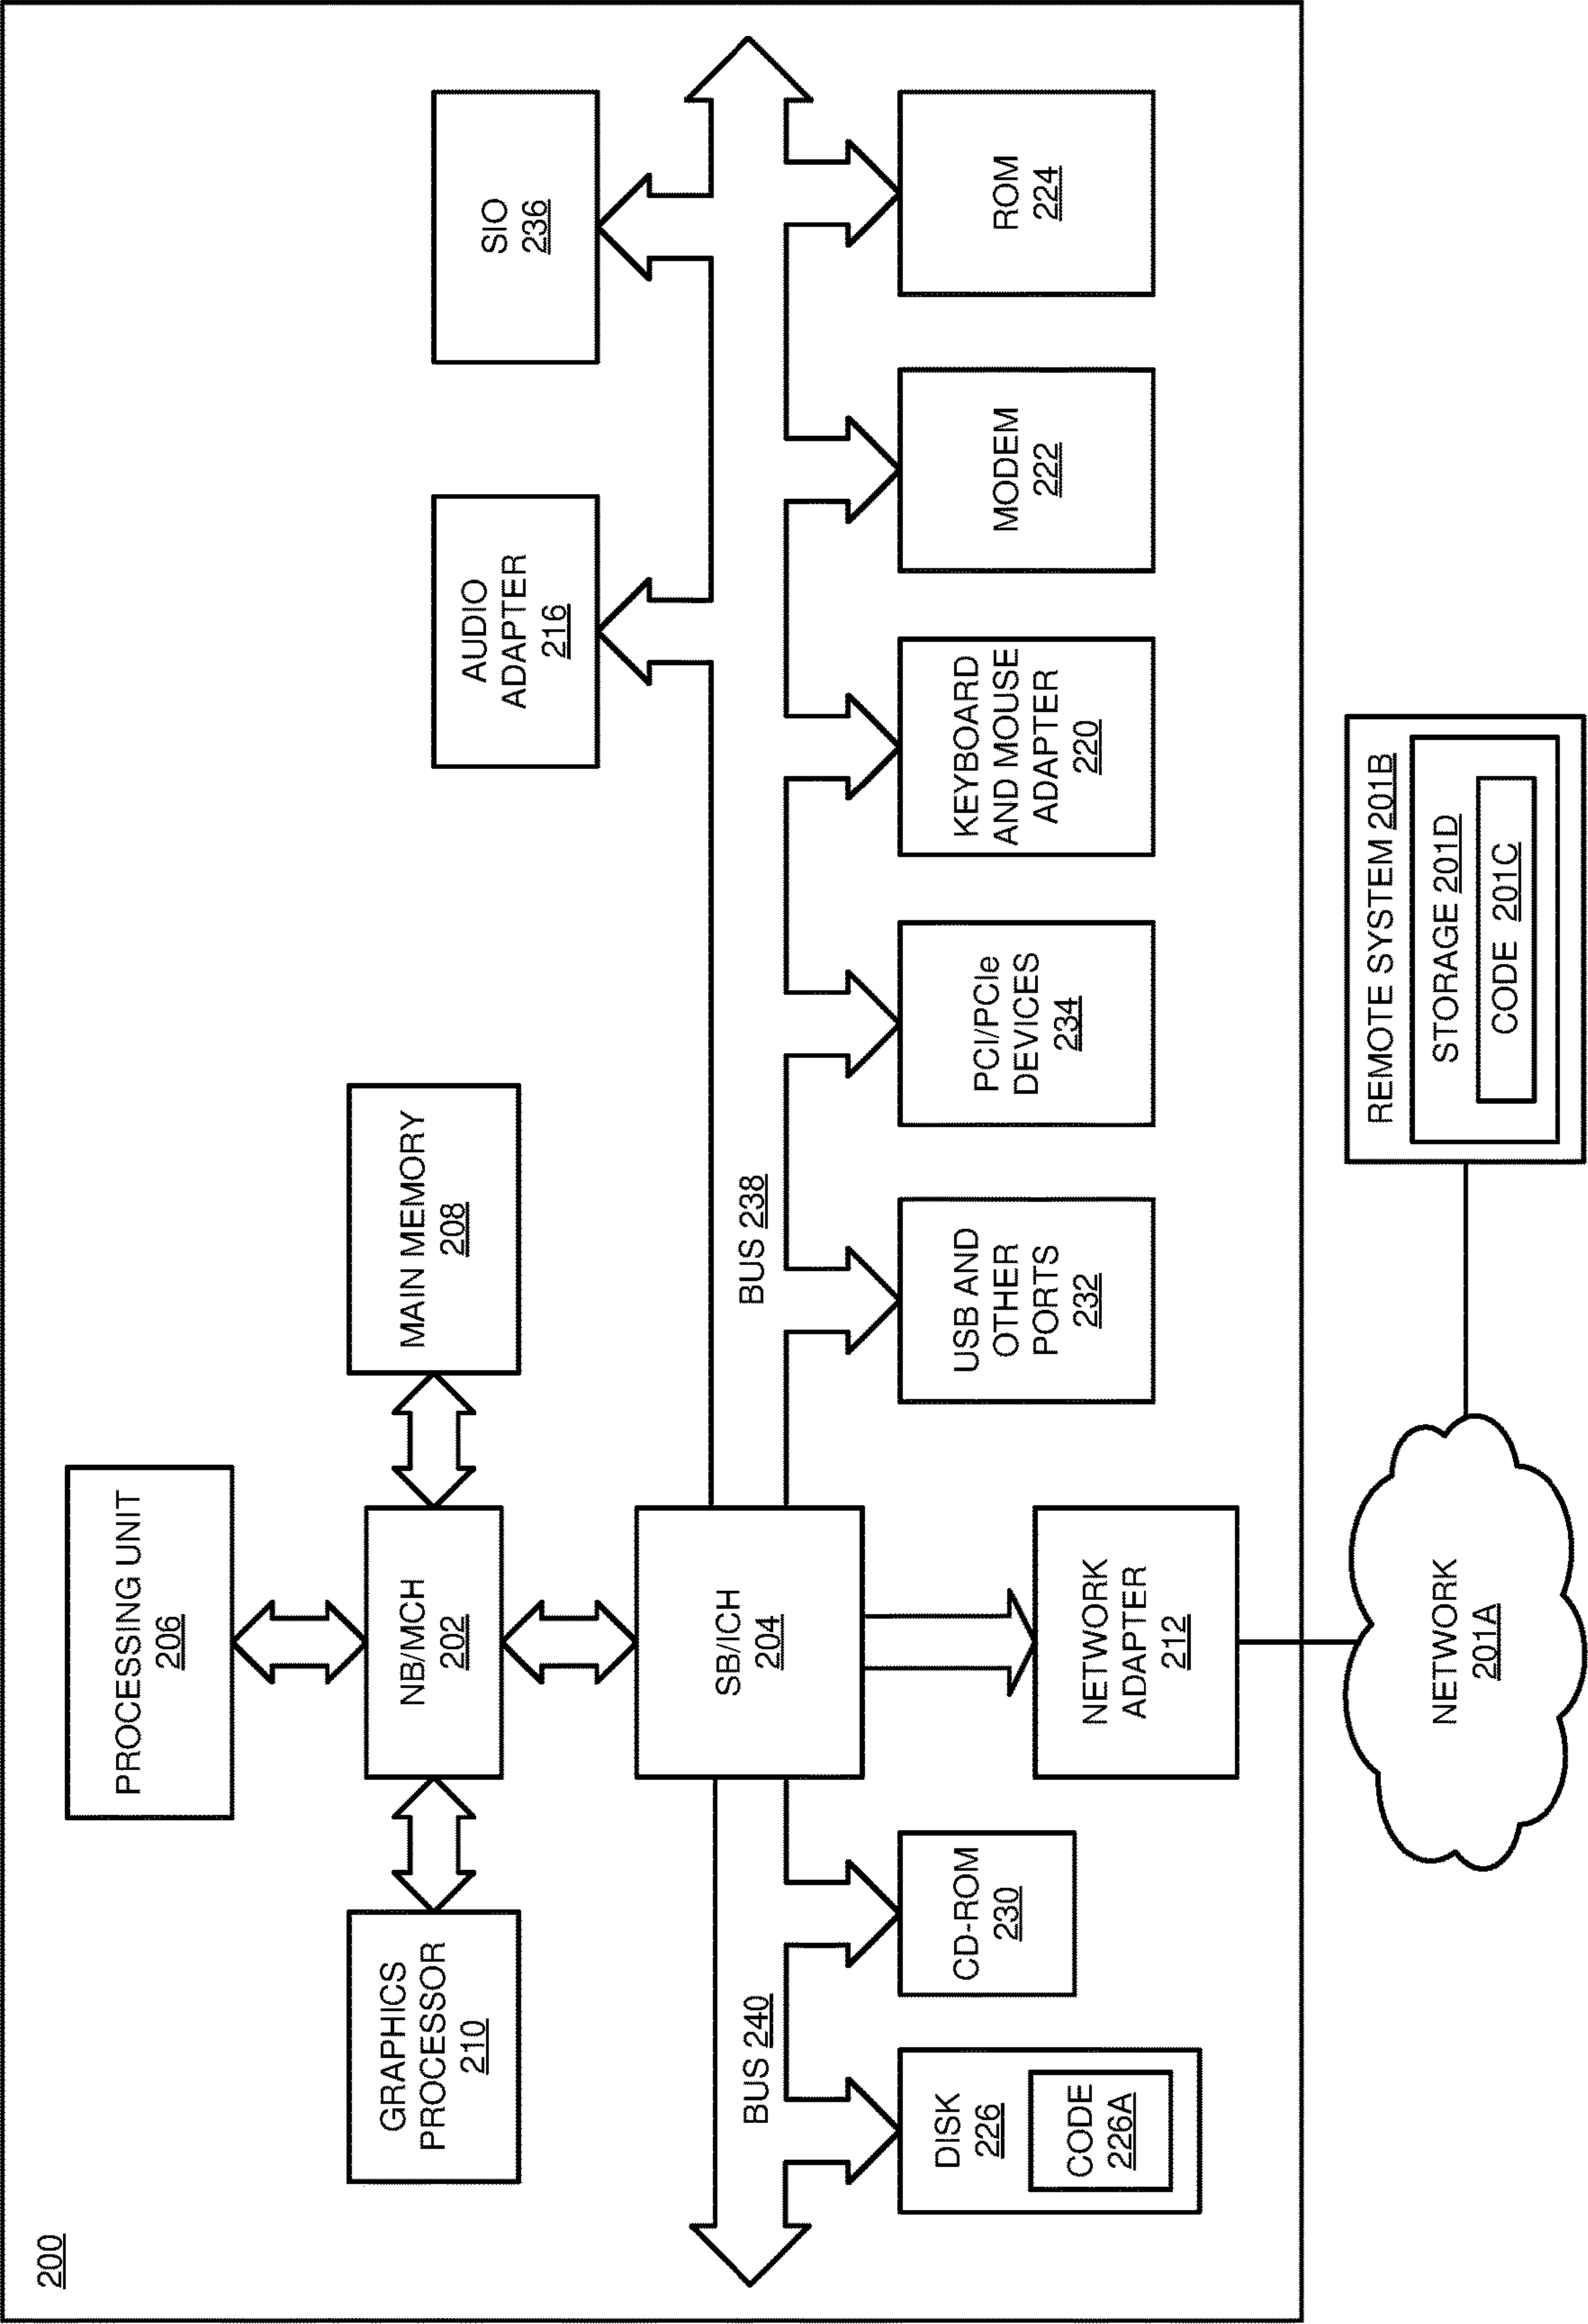 200
PROCESSING UNIT
206
GRAPHICS
PROCESSOR
210
NB/MCH
202
MAIN MEMORY
208
AUDIO
ADAPTER
216
SIO
236
SB/ICH
204
BUS 240
BUS 238
DISK
226
CODE
226A
CD-ROM
230
NETWORK
ADAPTER
212
USB AND
OTHER
PORTS
232
PCI/PCIe
DEVICES
234
KEYBOARD
AND MOUSE
ADAPTER
220
MODEM
222
ROM
224
NETWORK
201A
REMOTE SYSTEM 201B
STORAGE 201D
CODE 201C